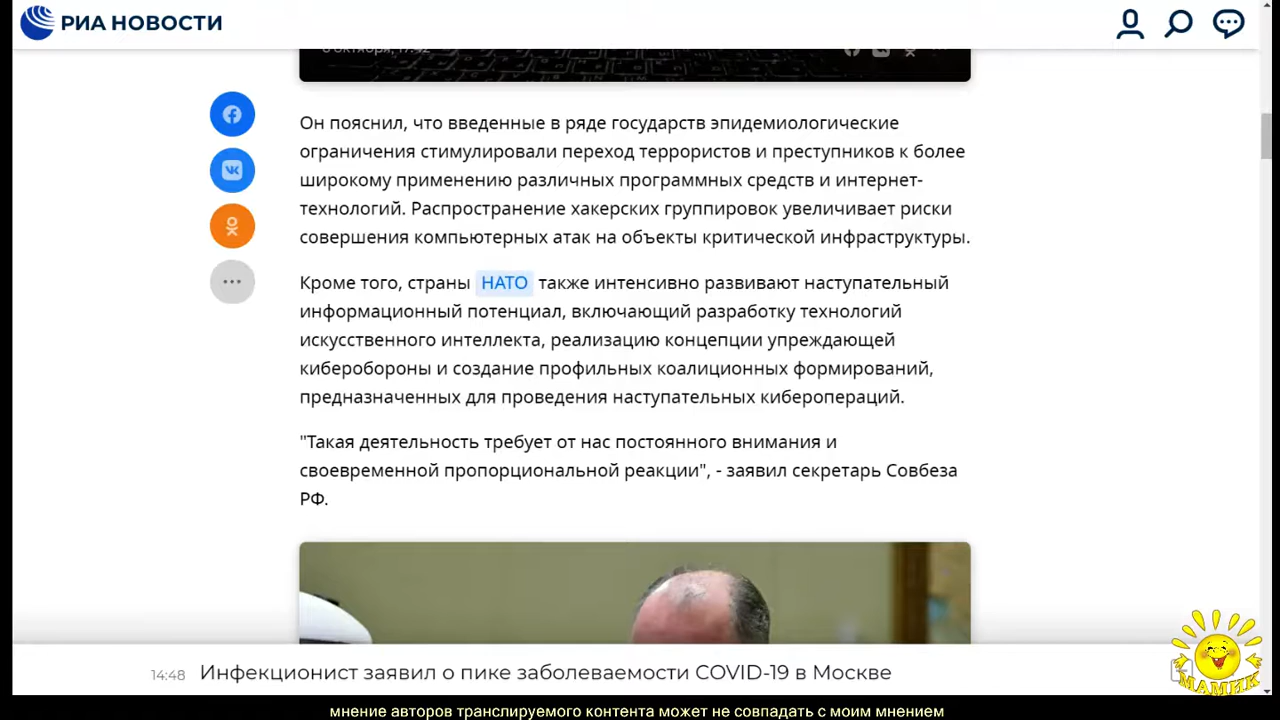 РИА НОВОСТИ
Он пояснил, что введенные в ряде государств эпидемиологические
ограничения стимулировали переход террористов и преступников к более
широкому применению различных программных средств и интернет-
технологий. Распространение хакерских группировок увеличивает риски
совершения компьютерных атак на объекты критической инфраструктуры.
Кроме того, страны НАТО также интенсивно развивают наступательный
информационный потенциал, включающий разработку технологий
искусственного интеллекта, реализацию концепции упреждающей
киберобороны и создание профильных коалиционных формирований,
предназначенных для проведения наступательных киберопераций.
"Такая деятельность требует от нас постоянного внимания и
своевременной пропорциональной реакции", - заявил секретарь Совбеза
РФ.
14:48 Инфекционист заявил о пике заболеваемости COVID-19 в Москве
МАМИК
мнение авторов транслируемого контента может не совпадать с моим мнением